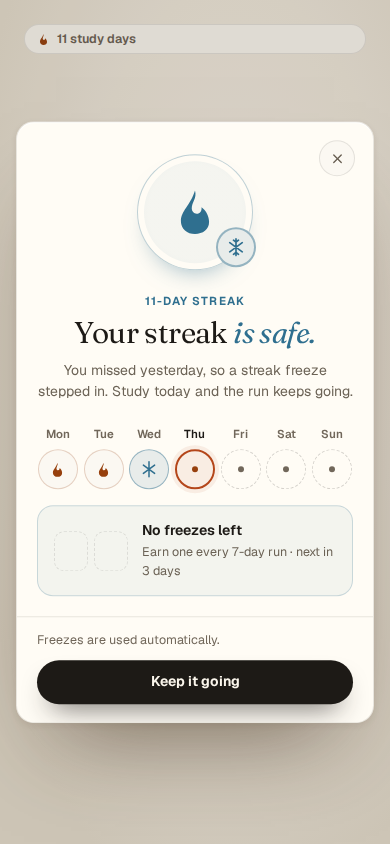 11 study days
11-DAY STREAK
Your streak is safe.
You missed yesterday, so a streak freeze
stepped in. Study today and the run keeps going.
Mon Tue Wed Thu Fri Sat Sun
No freezes left
Earn one every 7-day run · next in
3 days
Freezes are used automatically.
Keep it going